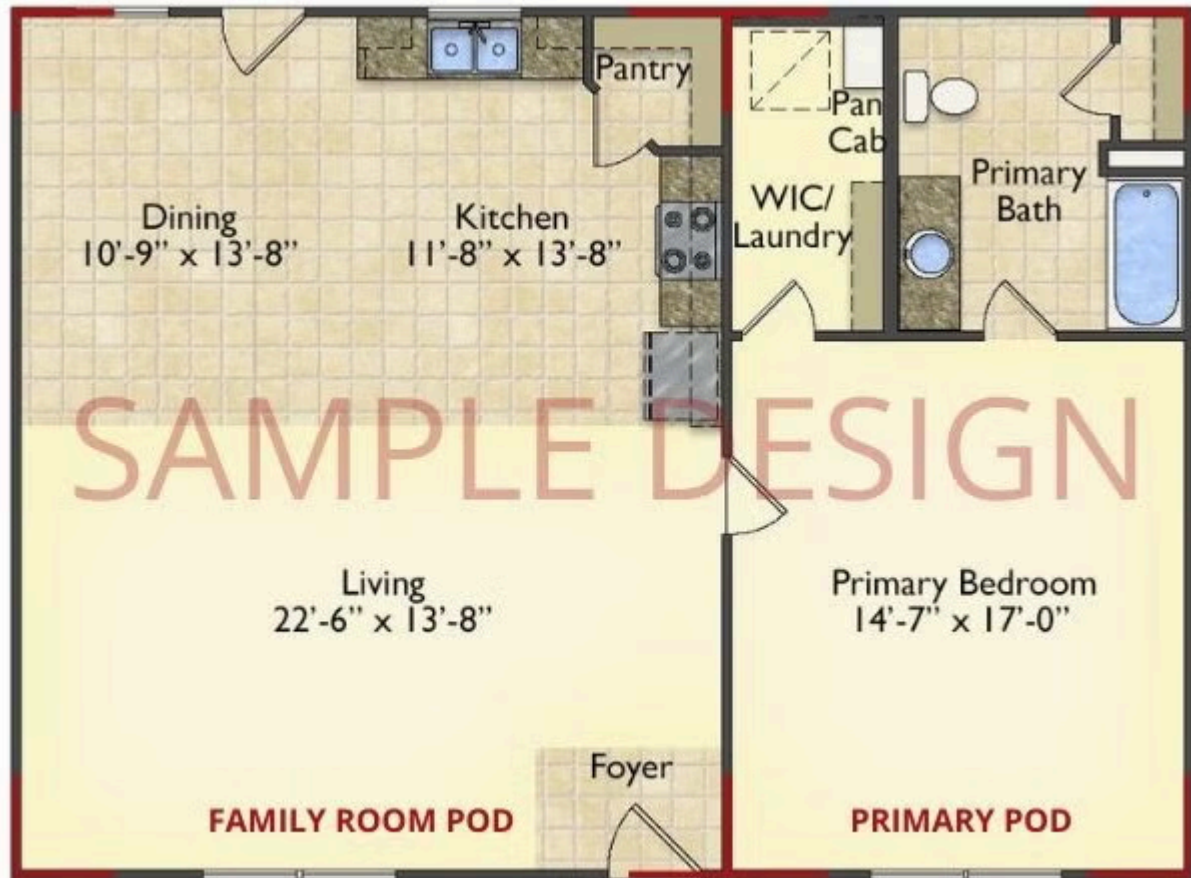 Pantry
Pan
Cab
Primary
Bath
Dining
10'-9” x 13'-8”
Kitchen
11'-8” x 13'-8”
WIC/
Laundry
SAMPLE DESIGN
Living
22'-6” x 13'-8”
Primary Bedroom
14'-7” x 17'-0”
Foyer
FAMILY ROOM POD
PRIMARY POD